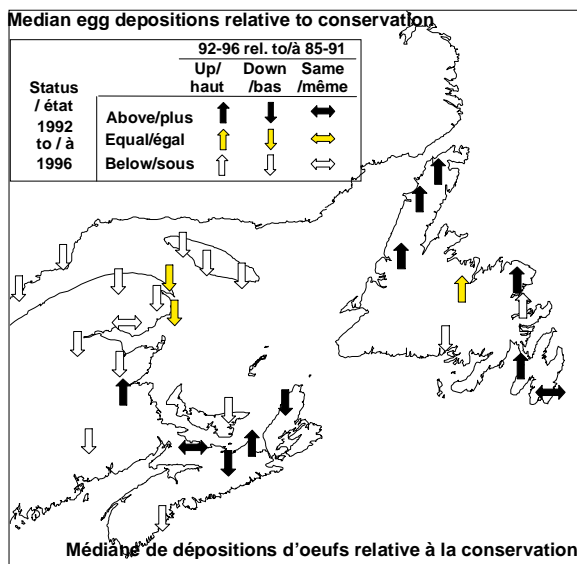 Median egg depositions relative to conservation
92-96 rel. to/à 85-91
Status / état 1992 to / à 1996
Up/ haut
Down /bas
Same /même
Above/plus
Equal/égal
Below/sous
Médiane de dépositions d'oeufs relative à la conservation